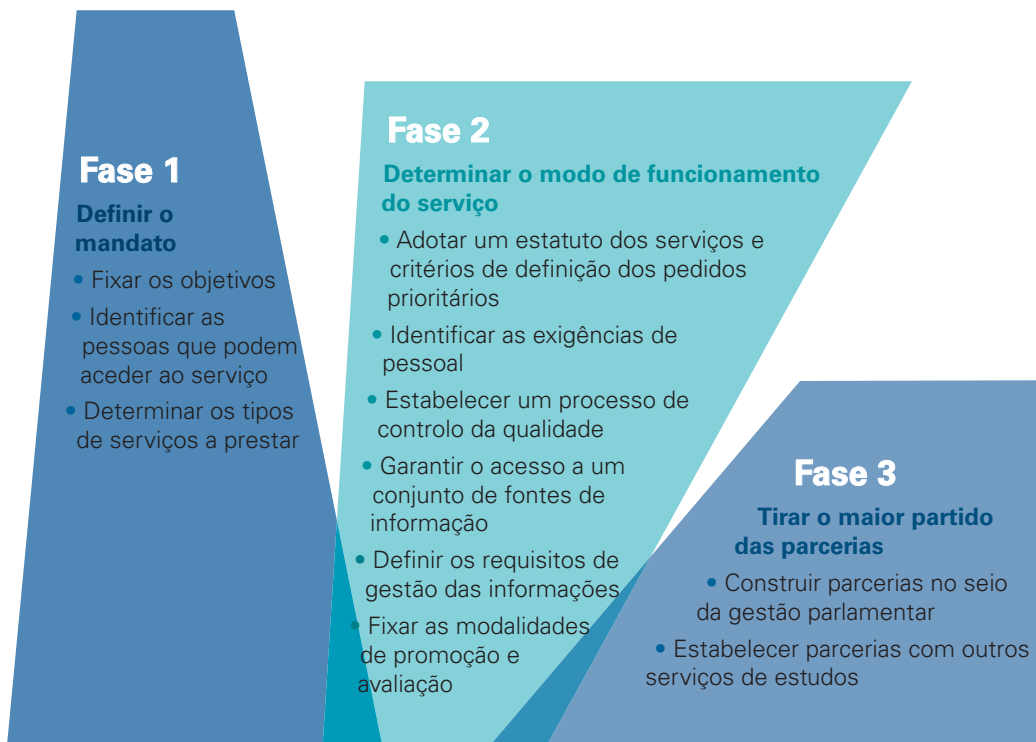 Fase 1
Definir o
mandato
• Fixar os objetivos
• Identificar as
pessoas que podem
aceder ao serviço
• Determinar os tipos
de serviços a prestar
Fase 2
Determinar o modo de funcionamento
do serviço
• Adotar um estatuto dos serviços e
critérios de definição dos pedidos
prioritários
• Identificar as exigências de
pessoal
• Estabelecer um processo de
controlo da qualidade
• Garantir o acesso a um
conjunto de fontes de
informação
• Definir os requisitos de
gestão das informações
• Fixar as modalidades
de promoção e
avaliação
Fase 3
Tirar o maior partido
das parcerias
• Construir parcerias no seio
da gestão parlamentar
• Estabelecer parcerias com outros
serviços de estudos